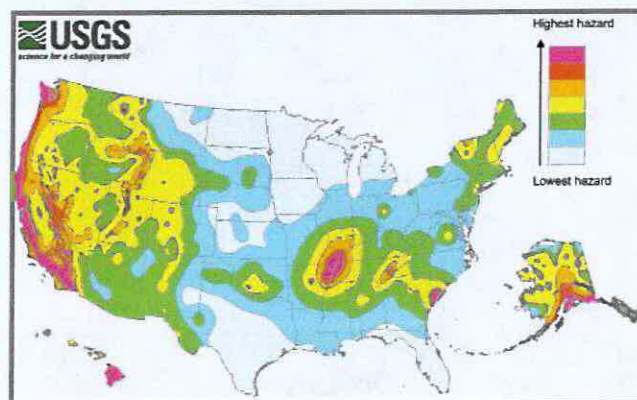 USGS
science for a changing world
Highest hazard
Lowest hazard